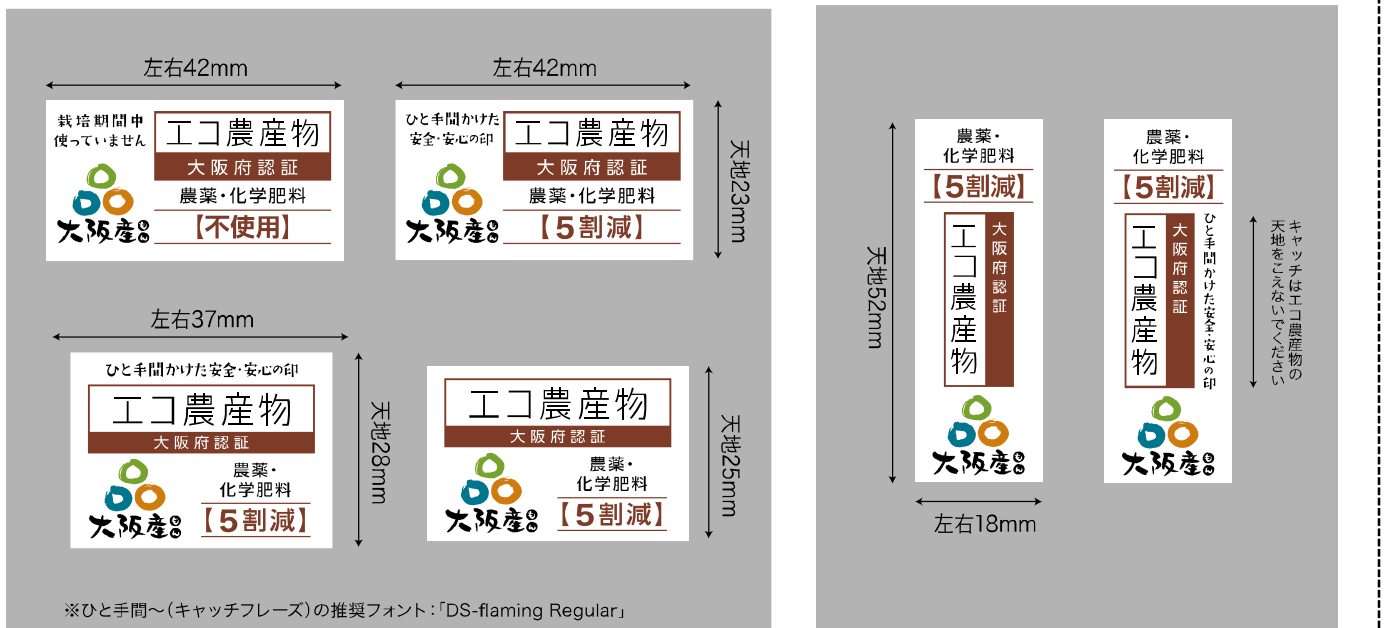 左右42mm
栽培期間中
使っていません
エコ農産物
大阪府認証
農薬・化学肥料
【不使用】
大阪産
左右42mm
ひと手間かけた
安全・安心の印
エコ農産物
大阪府認証
農薬・化学肥料
【5割減】
大阪産
天地23mm
左右37mm
ひと手間かけた安全・安心の印
エコ農産物
大阪府認証
農薬・
化学肥料
【5割減】
大阪産
天地28mm
エコ農産物
大阪府認証
農薬・
化学肥料
【5割減】
大阪産
天地25mm
※ひと手間〜(キャッチフレーズ)の推奨フォント:「DS-flaming Regular」
天地52mm
農薬・
化学肥料
【5割減】
大阪府認証
エコ農産物
大阪産
左右18mm
農薬・
化学肥料
【5割減】
ひと手間かけた安全・安心の印
大阪府認証
エコ農産物
大阪産
キャッチはエコ農産物の
天地をこえないでください